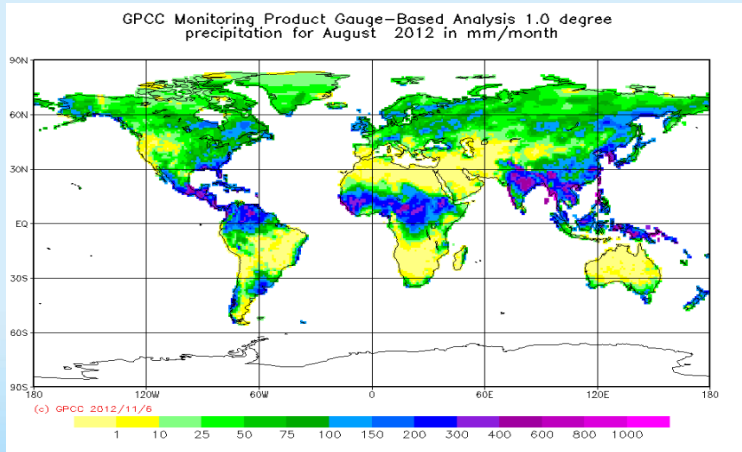 GPCC Monitoring Product Gauge-Based Analysis 1.0 degree
precipitation for August 2012 in mm/month
90N
60N
30N
EQ
30S
60S
90S
180 120W 60W 0 60E 120E 180
(c) GPCC 2012/11/6
1 10 25 50 75 100 150 200 300 400 600 800 1000